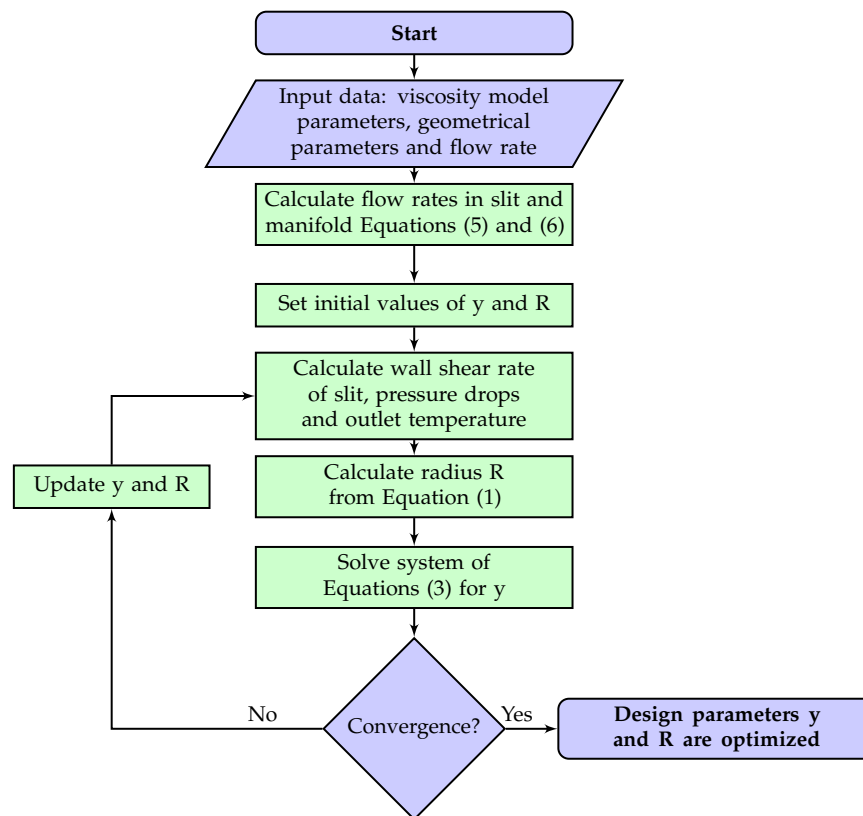 Start
Input data: viscosity model
parameters, geometrical
parameters and flow rate
Calculate flow rates in slit and
manifold Equations (5) and (6)
Set initial values of y and R
Calculate wall shear rate
of slit, pressure drops
and outlet temperature
Update y and R
Calculate radius R
from Equation (1)
Solve system of
Equations (3) for y
Convergence?
No
Yes
Design parameters y
and R are optimized